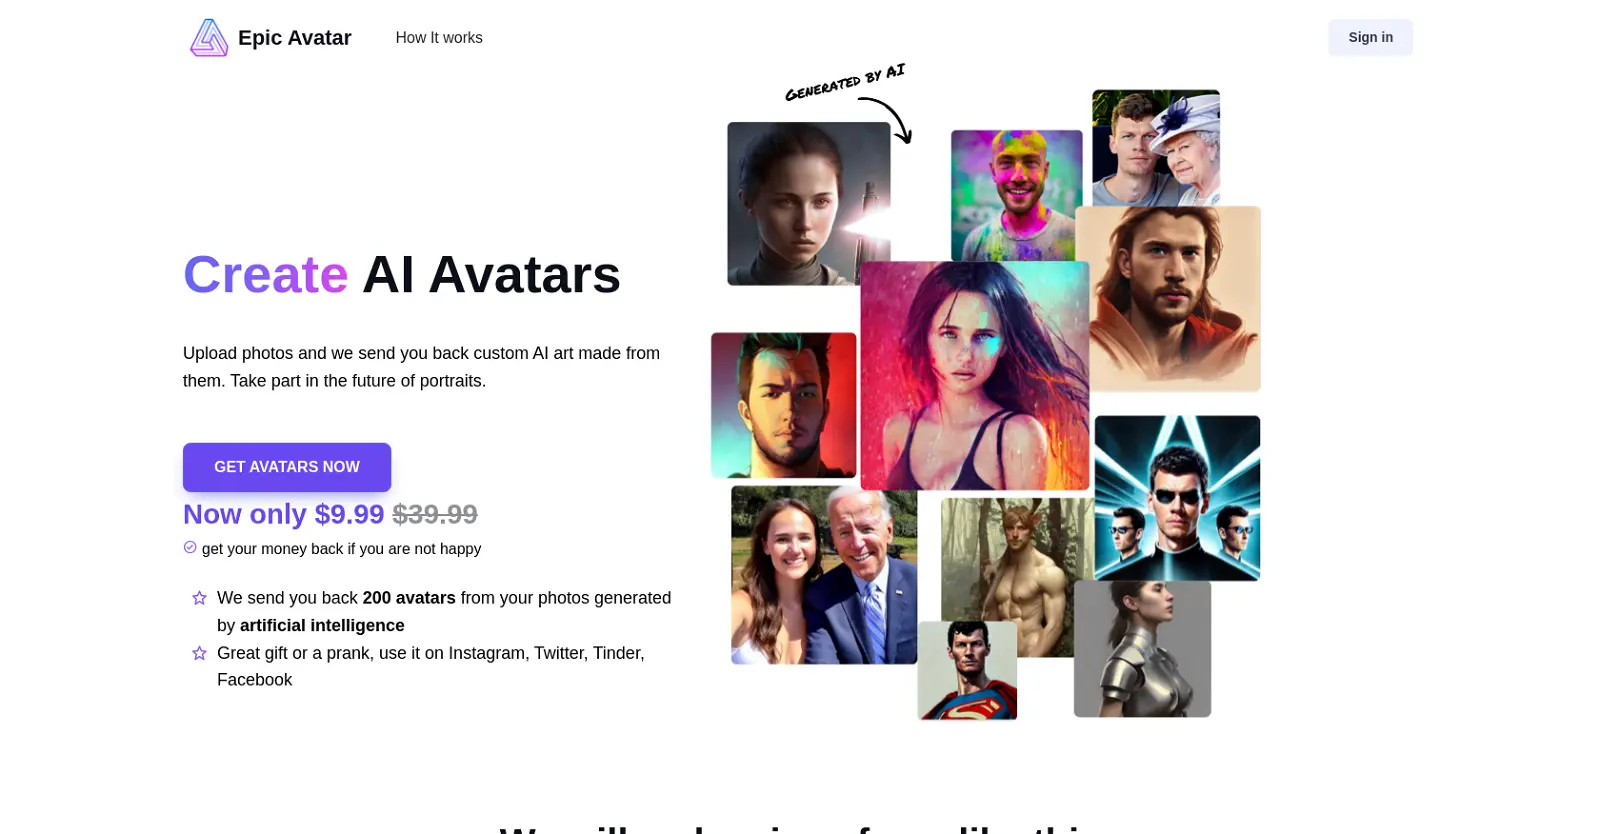 Epic Avatar
How It works
Sign in
GENERATED BY AI
Create AI Avatars
Upload photos and we send you back custom AI art made from
them. Take part in the future of portraits.
GET AVATARS NOW
Now only $9.99 $39.99
get your money back if you are not happy
We send you back 200 avatars from your photos generated
by artificial intelligence
Great gift or a prank, use it on Instagram, Twitter, Tinder,
Facebook